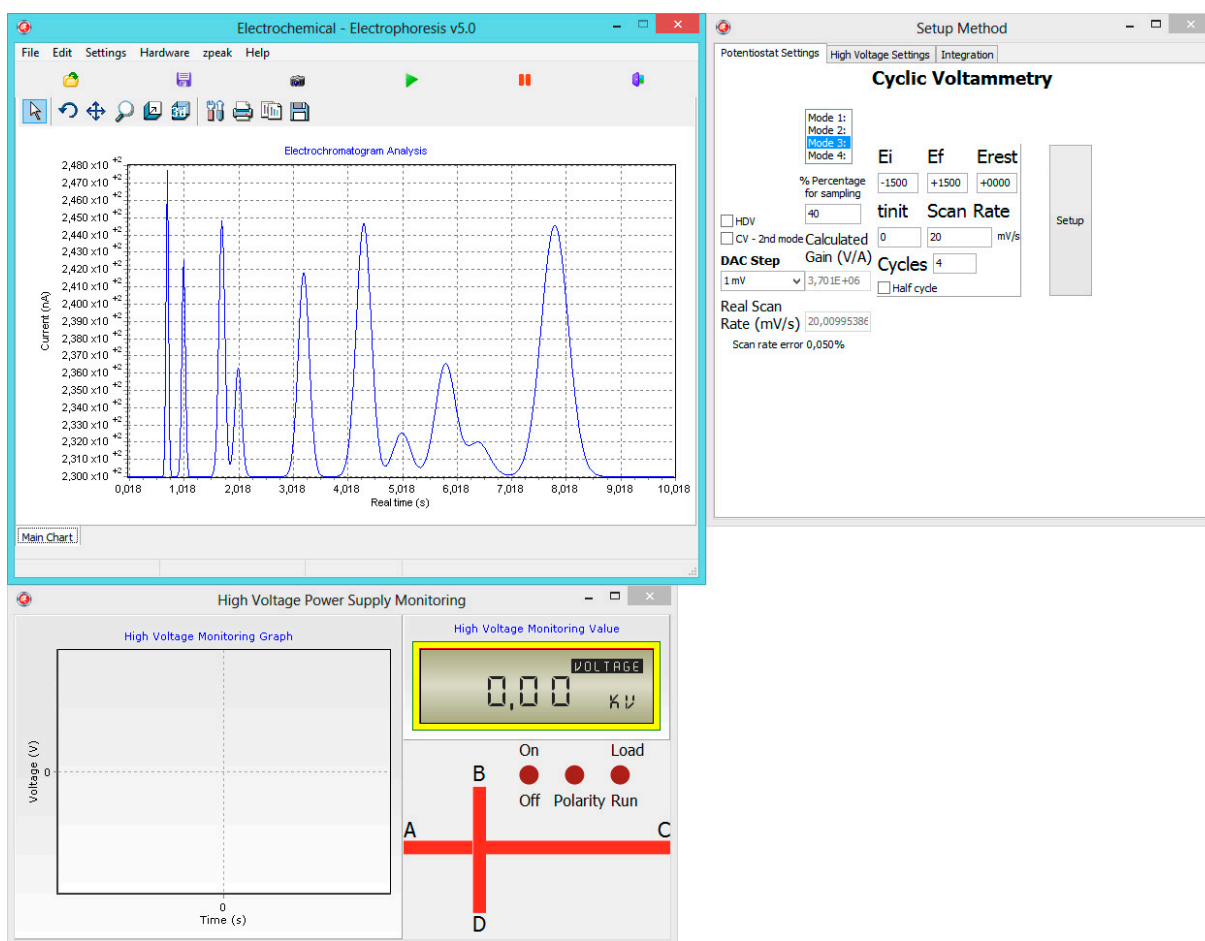 Electrochemical - Electrophoresis v5.0
File Edit Settings Hardware zpeak Help
Electrochromatogram Analysis
2,480 x10 +2
2,470 x10 +2
2,460 x10 +2
2,450 x10 +2
2,440 x10 +2
2,430 x10 +2
2,420 x10 +2
2,410 x10 +2
2,400 x10 +2
2,390 x10 +2
2,380 x10 +2
2,370 x10 +2
2,360 x10 +2
2,350 x10 +2
2,340 x10 +2
2,330 x10 +2
2,320 x10 +2
2,310 x10 +2
2,300 x10 +2
Current (nA)
0,018 1,018 2,018 3,018 4,018 5,018 6,018 7,018 8,018 9,018 10,018
Real time (s)
Main Chart
Setup Method
Potentiostat Settings High Voltage Settings Integration
Cyclic Voltammetry
Mode 1:
Mode 2:
Mode 3:
Mode 4:
% Percentage
for sampling
40
HDV
CV - 2nd mode
Calculated
Gain (V/A)
DAC Step
1 mV
3,701E+06
Real Scan
Rate (mV/s)
20,00995386
Scan rate error 0,050%
Ei Ef Erest
-1500 +1500 +0000
tinit Scan Rate
0 20 mV/s
Cycles 4
Half cycle
Setup
High Voltage Power Supply Monitoring
High Voltage Monitoring Graph
Voltage (V)
0
0
Time (s)
High Voltage Monitoring Value
VOLTAGE
0,00 KV
On Load
Off Polarity Run
B
A C
D